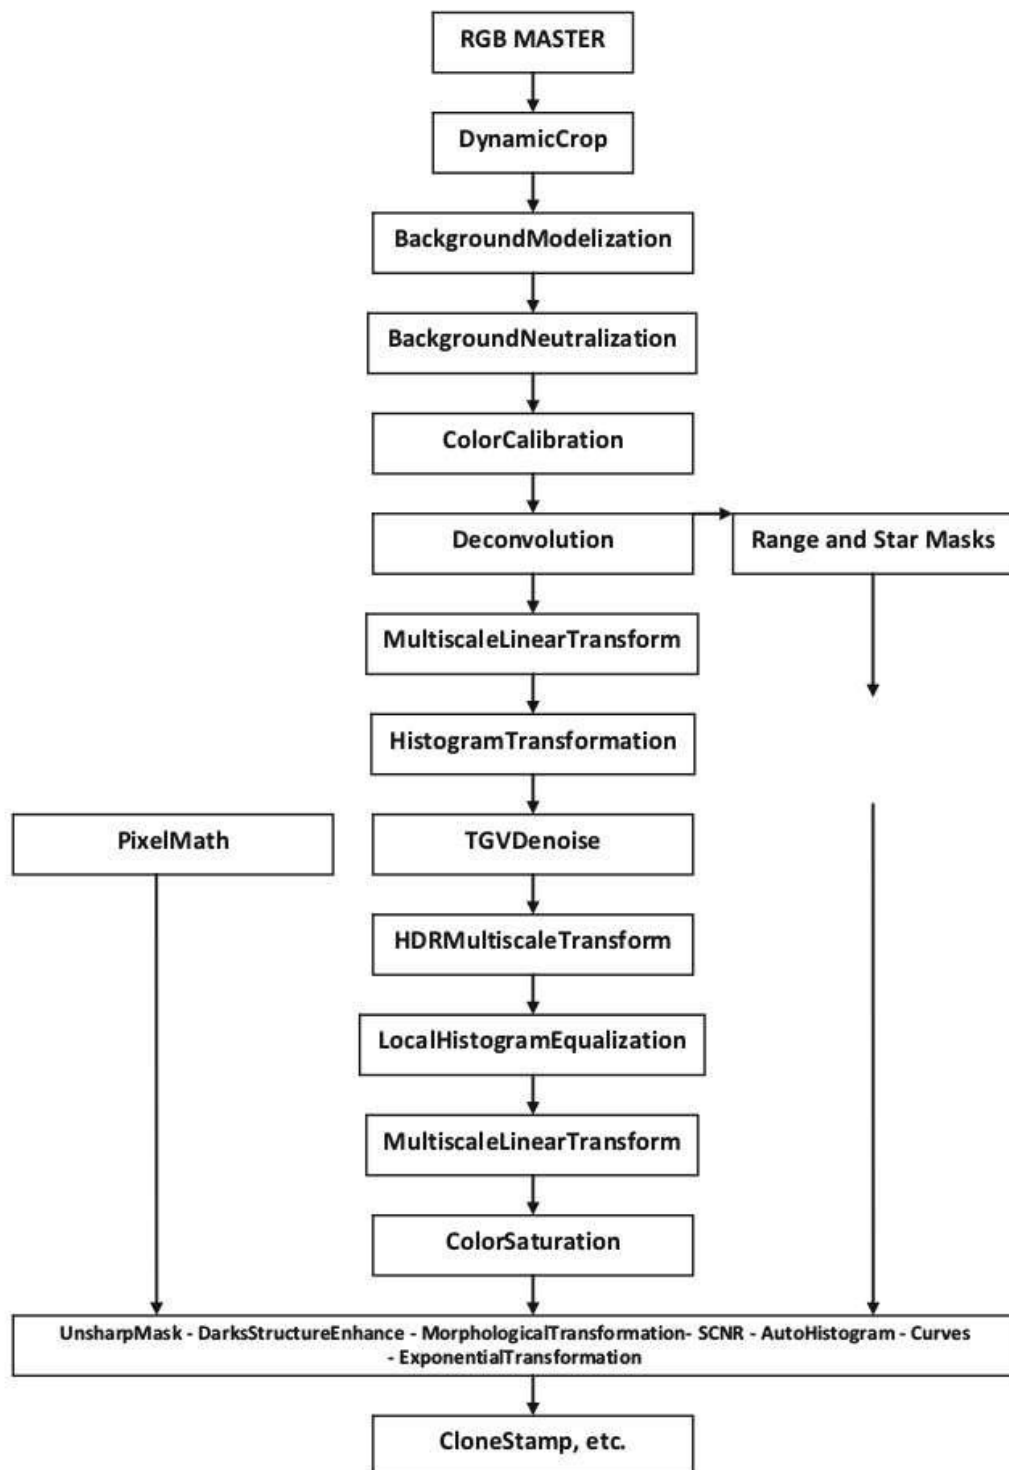 RGB MASTER
DynamicCrop
BackgroundModelization
BackgroundNeutralization
ColorCalibration
Deconvolution
Range and Star Masks
MultiscaleLinearTransform
HistogramTransformation
PixelMath
TGVDenoise
HDRMultiscaleTransform
LocalHistogramEqualization
MultiscaleLinearTransform
ColorSaturation
UnsharpMask - DarksStructureEnhance - MorphologicalTransformation- SCNR - AutoHistogram - Curves
- ExponentialTransformation
CloneStamp, etc.